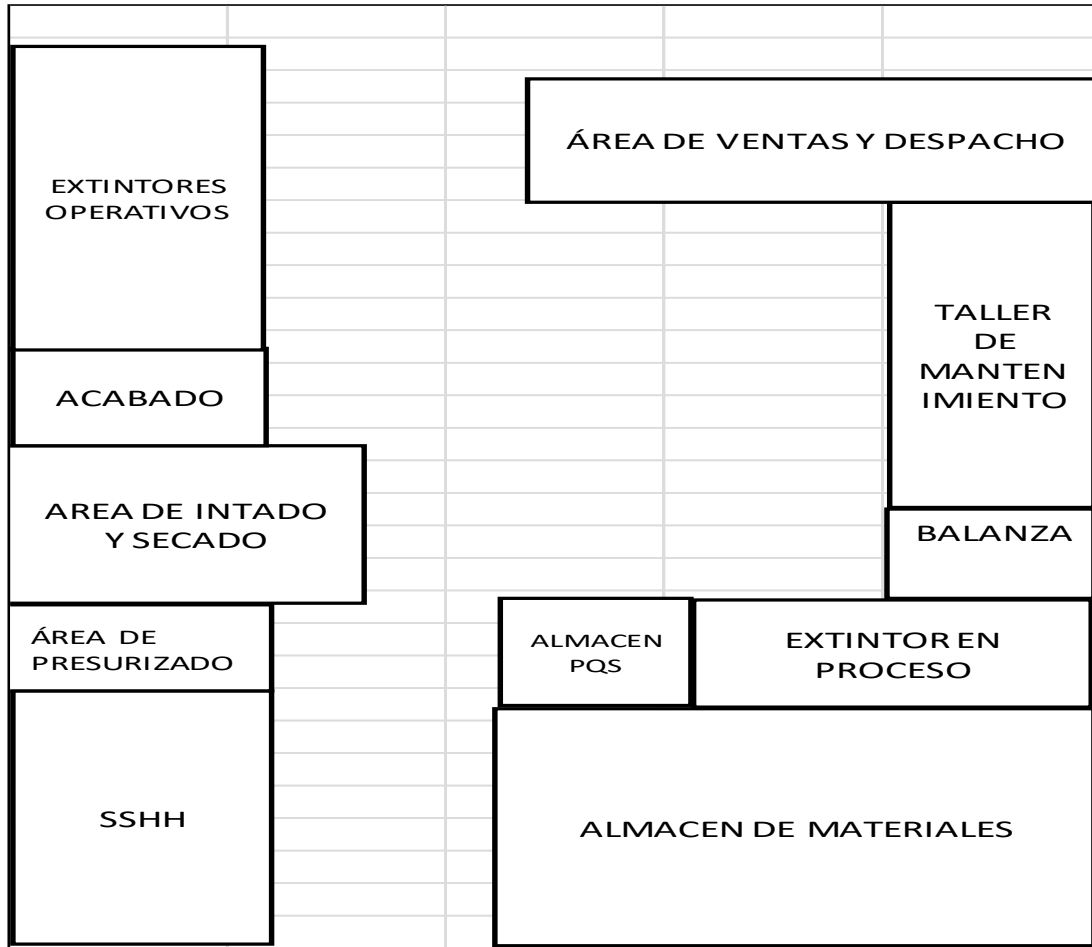 EXTINTORES
OPERATIVOS
ACABADO
AREA DE INTADO
Y SECADO
ÁREA DE
PRESURIZADO
SSHH
ÁREA DE VENTAS Y DESPACHO
TALLER
DE
MANTEN
IMIENTO
BALANZA
ALMACEN
PQS
EXTINTOR EN
PROCESO
ALMACEN DE MATERIALES